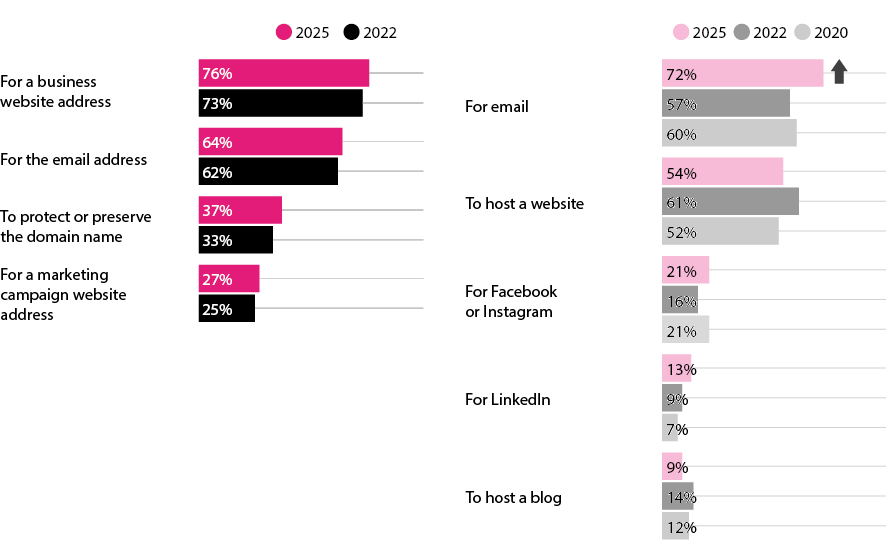 2025 2022
For a business
website address
76%
73%
For the email address
64%
62%
To protect or preserve
the domain name
37%
33%
For a marketing
campaign website
address
27%
25%
2025 2022 2020
For email
72%
57%
60%
To host a website
54%
61%
52%
For Facebook
or Instagram
21%
16%
21%
For LinkedIn
13%
9%
7%
To host a blog
9%
14%
12%